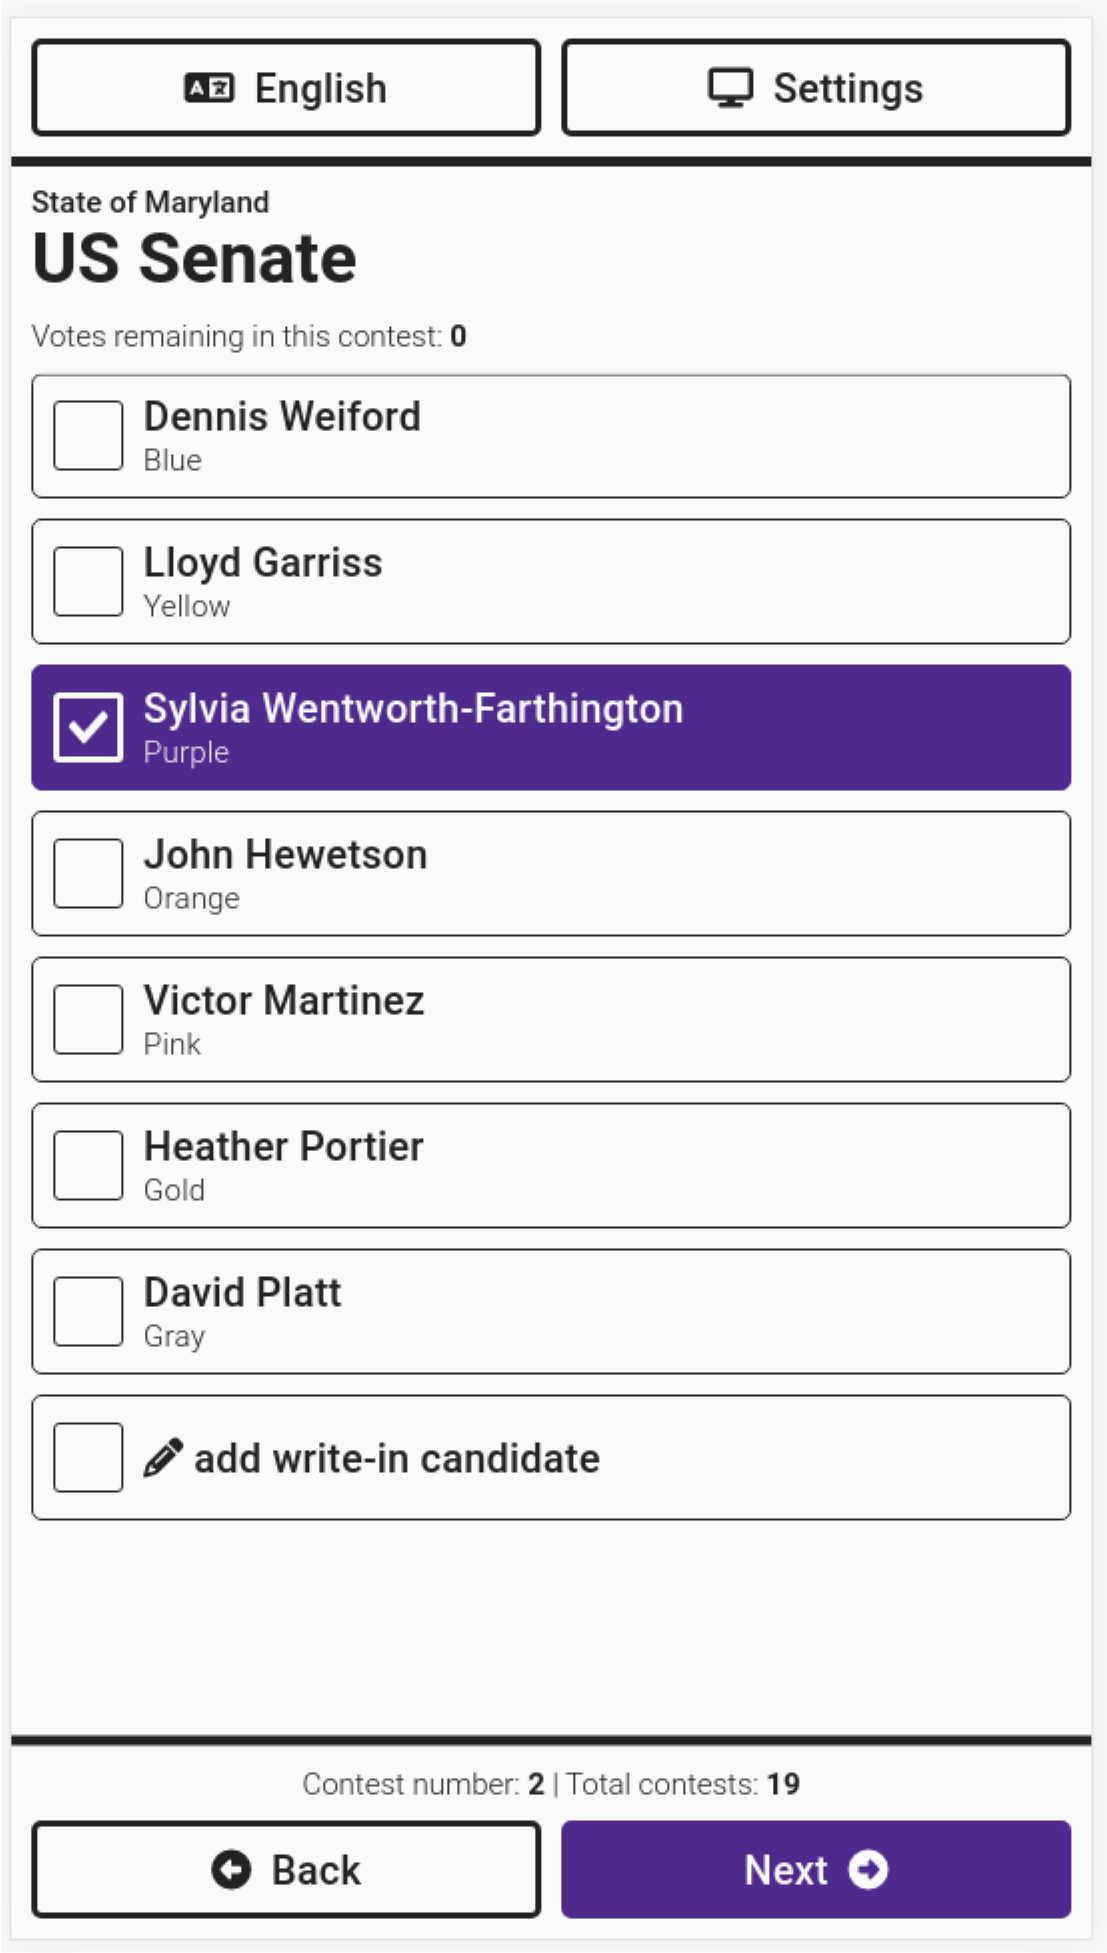 English
Settings
State of Maryland
US Senate
Votes remaining in this contest: 0
Dennis Weiford
Blue
Lloyd Garriss
Yellow
Sylvia Wentworth-Farthington
Purple
John Hewetson
Orange
Victor Martinez
Pink
Heather Portier
Gold
David Platt
Gray
add write-in candidate
Contest number: 2 | Total contests: 19
Back
Next